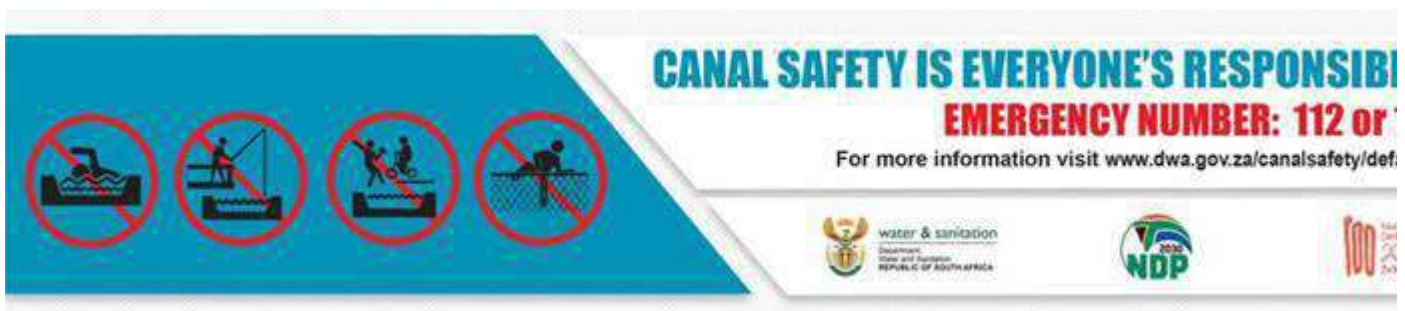 CANAL SAFETY IS EVERYONE'S RESPONSIB
EMERGENCY NUMBER: 112 or
For more information visit www.dwa.gov.za/canalsafety/def
water & sanitation
Department:
Water and Sanitation
REPUBLIC OF SOUTH AFRICA
2030
NDP
100